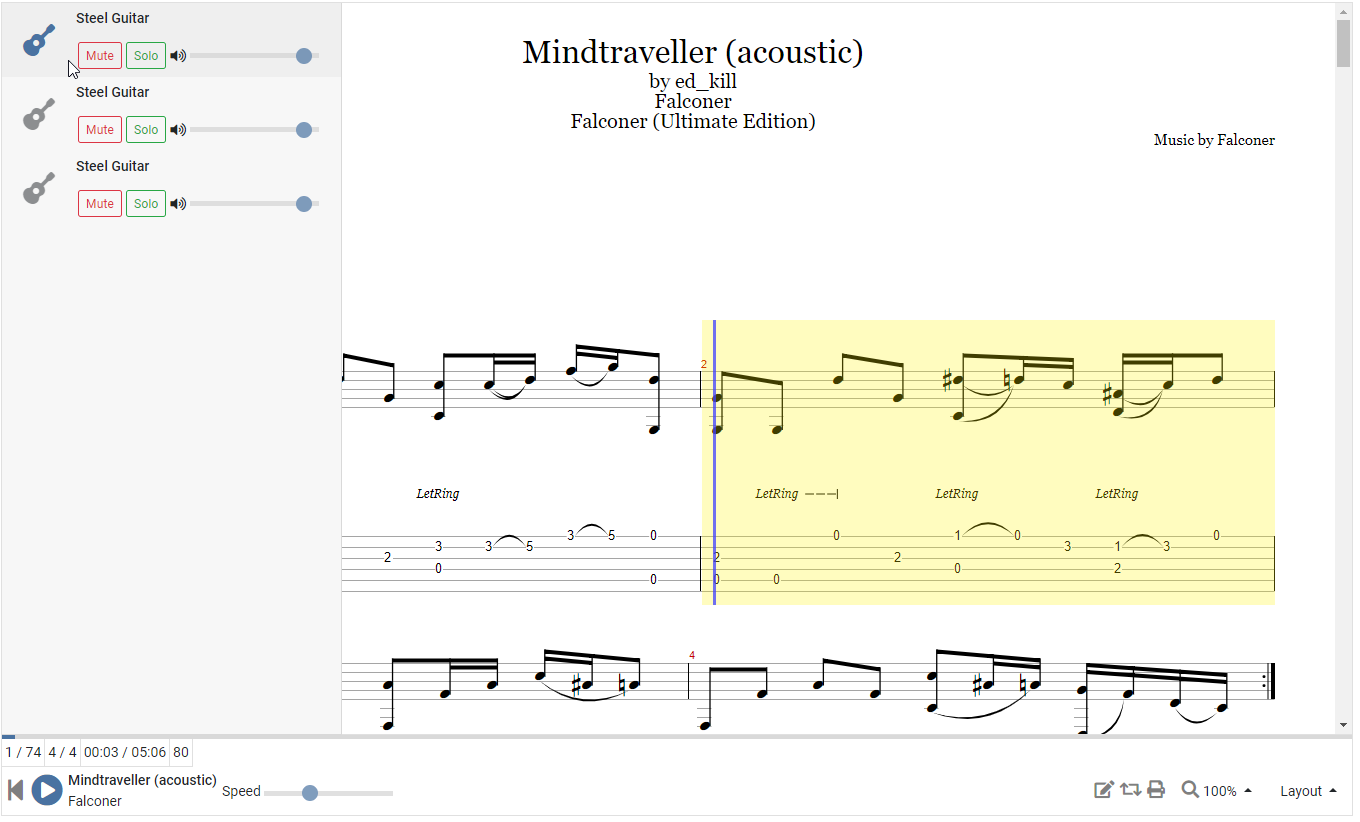 Steel Guitar
Mute Solo
Steel Guitar
Mute Solo
Steel Guitar
Mute Solo
Mindtraveller (acoustic)
by ed_kill
Falconer
Falconer (Ultimate Edition)
Music by Falconer
2
LetRing LetRing LetRing LetRing
3 5 0 0 1 0 0
3 3 5 3 1 3
2 2 2
0 0 2
0 0 0
4
1 / 74 4 / 4 00:03 / 05:06 80
Mindtraveller (acoustic)
Falconer
Speed
100% Layout